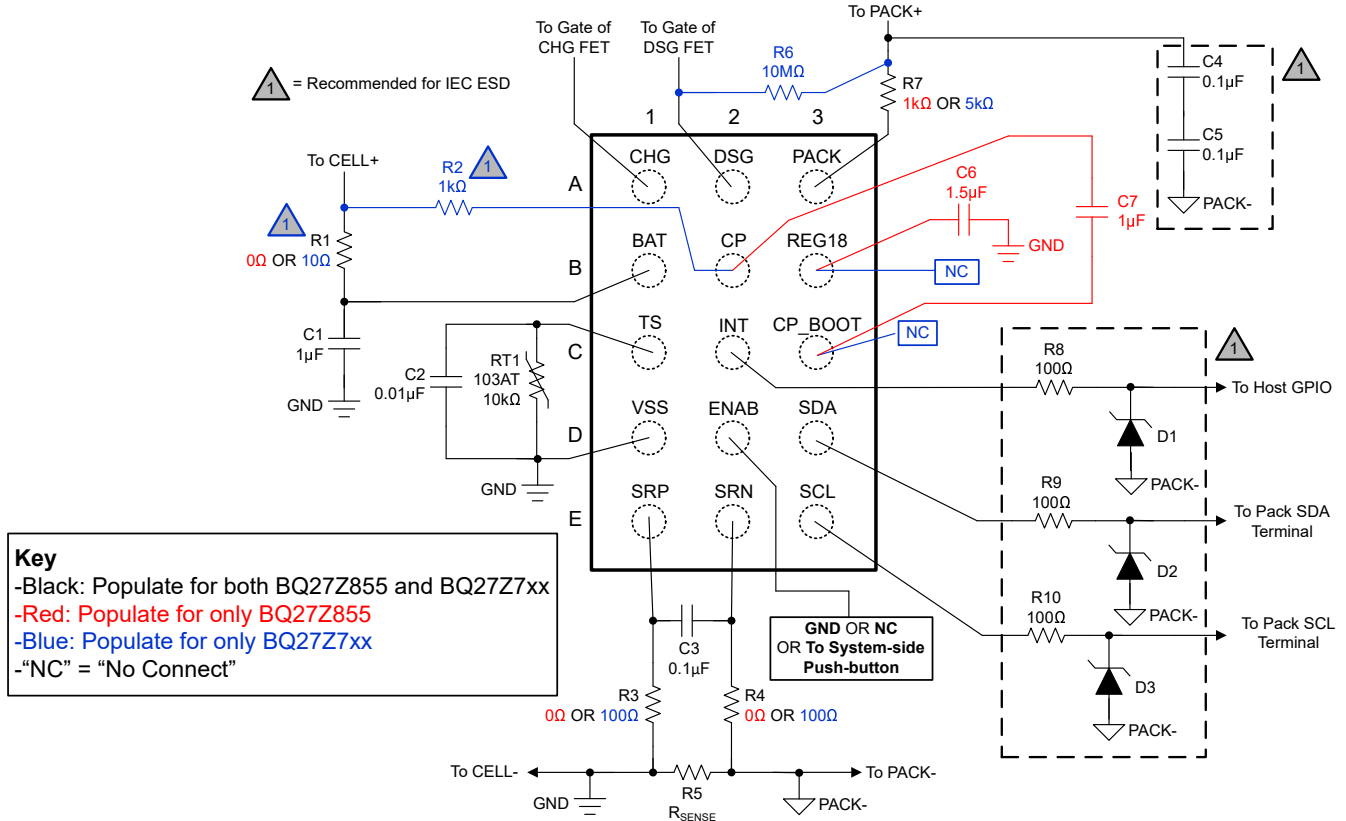 To PACK+
To Gate of
CHG FET
To Gate of
DSG FET
R6
10MΩ
R7
1kΩ OR 5kΩ
C4
0.1µF
C5
0.1µF
PACK-
1
1 = Recommended for IEC ESD
1 2 3
To CELL+
R2
1kΩ
1
1
R1
0Ω OR 10Ω
A
CHG DSG PACK
C6
1.5µF
GND
C7
1µF
B
BAT CP REG18
NC
C1
1µF
GND
C2
0.01µF
RT1
103AT
10kΩ
GND
C
TS INT CP_BOOT
NC
D
VSS ENAB SDA
E
SRP SRN SCL
1
R8
100Ω
To Host GPIO
D1
PACK-
R9
100Ω
To Pack SDA
Terminal
D2
PACK-
R10
100Ω
To Pack SCL
Terminal
D3
PACK-
Key
-Black: Populate for both BQ27Z855 and BQ27Z7xx
-Red: Populate for only BQ27Z855
-Blue: Populate for only BQ27Z7xx
-“NC” = “No Connect”
C3
0.1µF
GND OR NC
OR To System-side
Push-button
R3
0Ω OR 100Ω
R4
0Ω OR 100Ω
To CELL-
GND
R5
RSENSE
To PACK-
PACK-